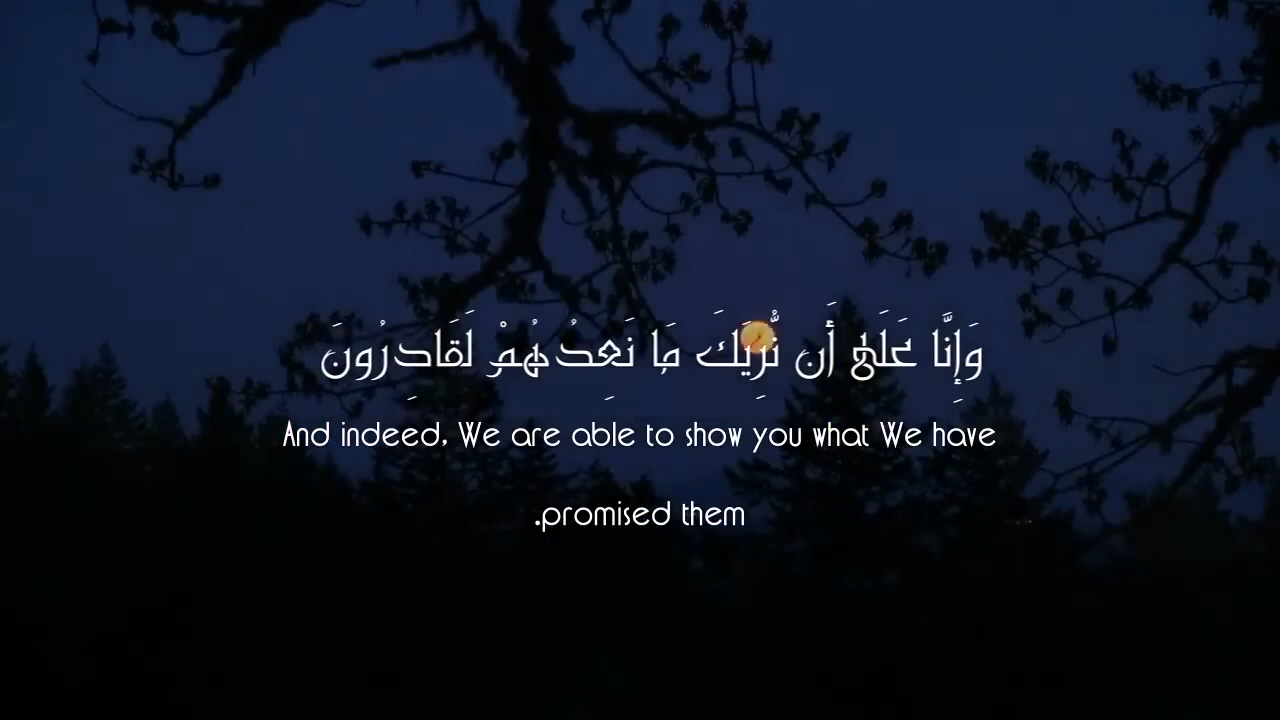 وَإِنَّا عَلَىٰ أَن نُّرِيَكَ مَا نَعِدُهُمْ لَقَادِرُونَ
And indeed, We are able to show you what We have
.promised them